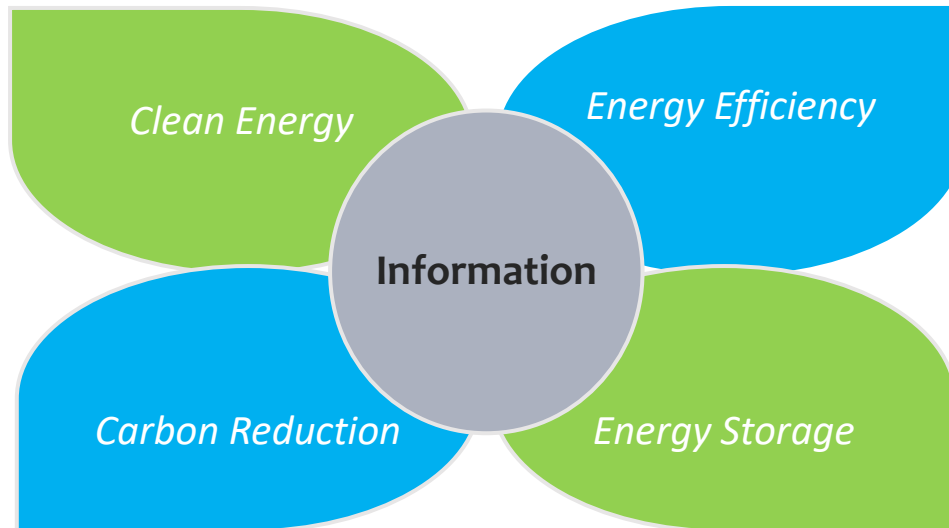 Clean Energy
Energy Efficiency
Information
Carbon Reduction
Energy Storage